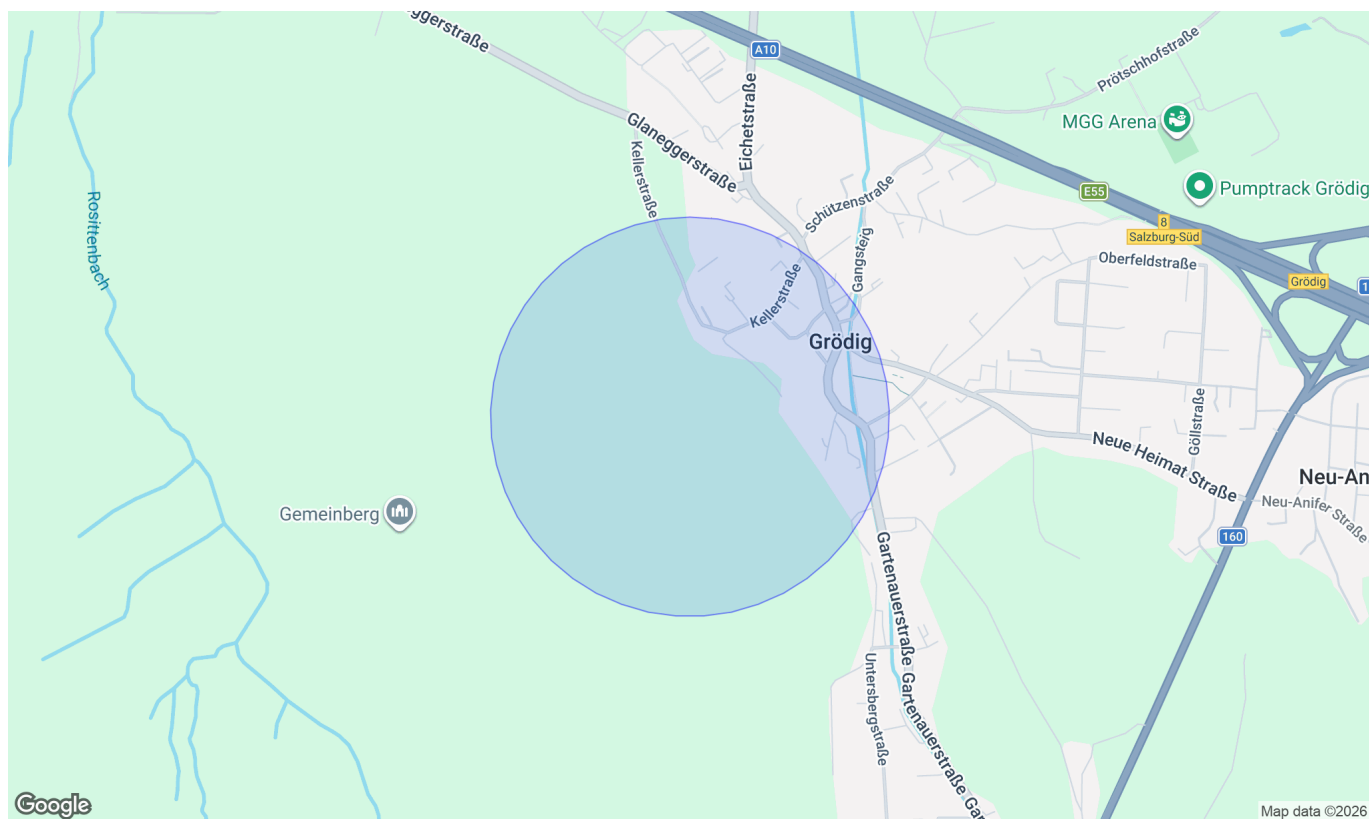 ggerstraße
A10
Prötschhofstraße
Eichetstraße
MGG Arena
Glaneggerstraße
Kellerstraße
Schützenstraße
E55
Pumptrack Grödig
Rosittenbach
8
Salzburg-Süd
Gangsteig
Oberfeldstraße
Grödig
1
Kellerstraße
Grödig
Göllstraße
Neue Heimat Straße
Neu-An
Neu-Anifer Straße
Gemeinberg
160
Gartenauerstraße
Untersbergstraße
Gartenauerstraße
Gar
Google
Map data ©2026